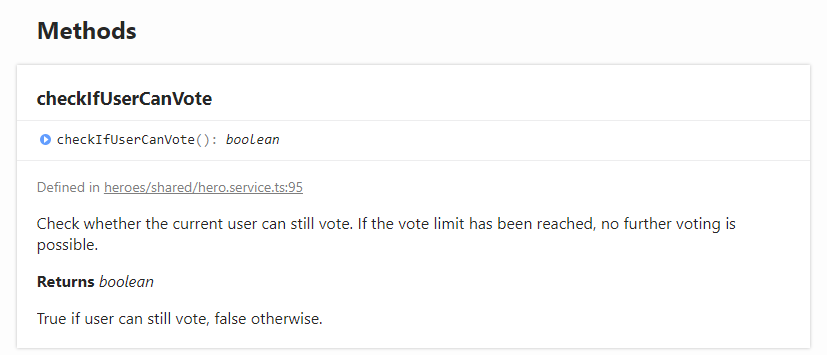 Methods
checkIfUserCanVote
checkIfUserCanVote(): boolean
Defined in heroes/shared/hero.service.ts:95
Check whether the current user can still vote. If the vote limit has been reached, no further voting is
possible.
Returns boolean
True if user can still vote, false otherwise.